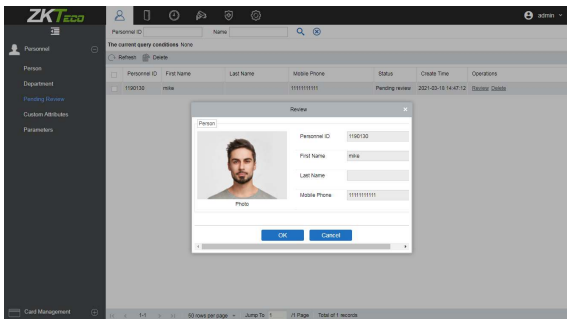 ZKTECO
admin
Personnel ID
Name
The current query conditions None
Personnel
Refresh Delete
Person
Personnel ID First Name Last Name Mobile Phone Status Create Time Operations
Department
1190130 mike 11111111111 Pending review 2021-03-18 14:47:12 Review Delete
Pending Review
Custom Attributes
Parameters
Review
Person
Personnel ID 1190130
First Name mike
Last Name
Mobile Phone 11111111111
Photo
OK Cancel
Card Management
1-1 50 rows per page Jump To 1 /1 Page Total of 1 records